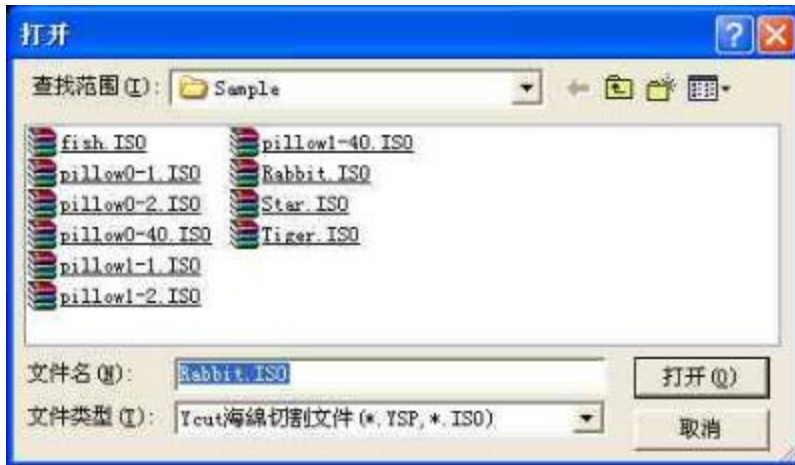 打开
查找范围(I):
Sample
fish.ISO
pillow0-1.ISO
pillow0-2.ISO
pillow0-40.ISO
pillow1-1.ISO
pillow1-2.ISO
pillow1-40.ISO
Rabbit.ISO
Star.ISO
Tiger.ISO
文件名(N):
Rabbit.ISO
打开(O)
文件类型(T):
Ycut海綿切割文件(*.YSP,*.ISO)
取消